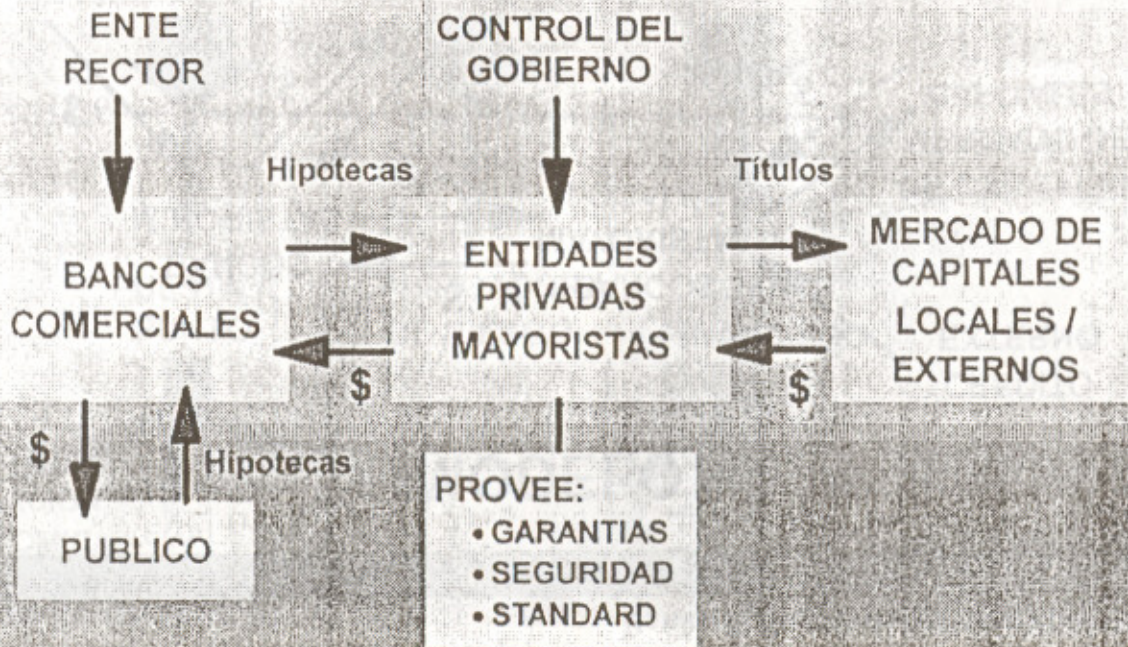 ENTE
RECTOR
CONTROL DEL
GOBIERNO
Hipotecas
Títulos
BANCOS
COMERCIALES
ENTIDADES
PRIVADAS
MAYORISTAS
MERCADO DE
CAPITALES
LOCALES /
EXTERNOS
$
$
$
Hipotecas
PUBLICO
PROVEE:
• GARANTIAS
• SEGURIDAD
• STANDARD